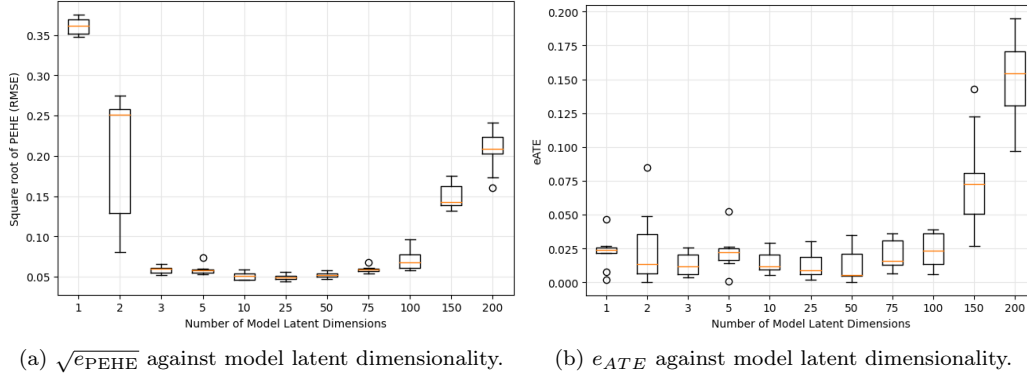 0.35
0.30
0.25
0.20
0.15
0.10
0.05
Square root of PEHE (RMSE)
1 2 3 5 10 25 50 75 100 150 200
Number of Model Latent Dimensions
(a) √e_PEHE against model latent dimensionality.
0.200
0.175
0.150
0.125
0.100
0.075
0.050
0.025
0.000
eATE
1 2 3 5 10 25 50 75 100 150 200
Number of Model Latent Dimensions
(b) e_ATE against model latent dimensionality.